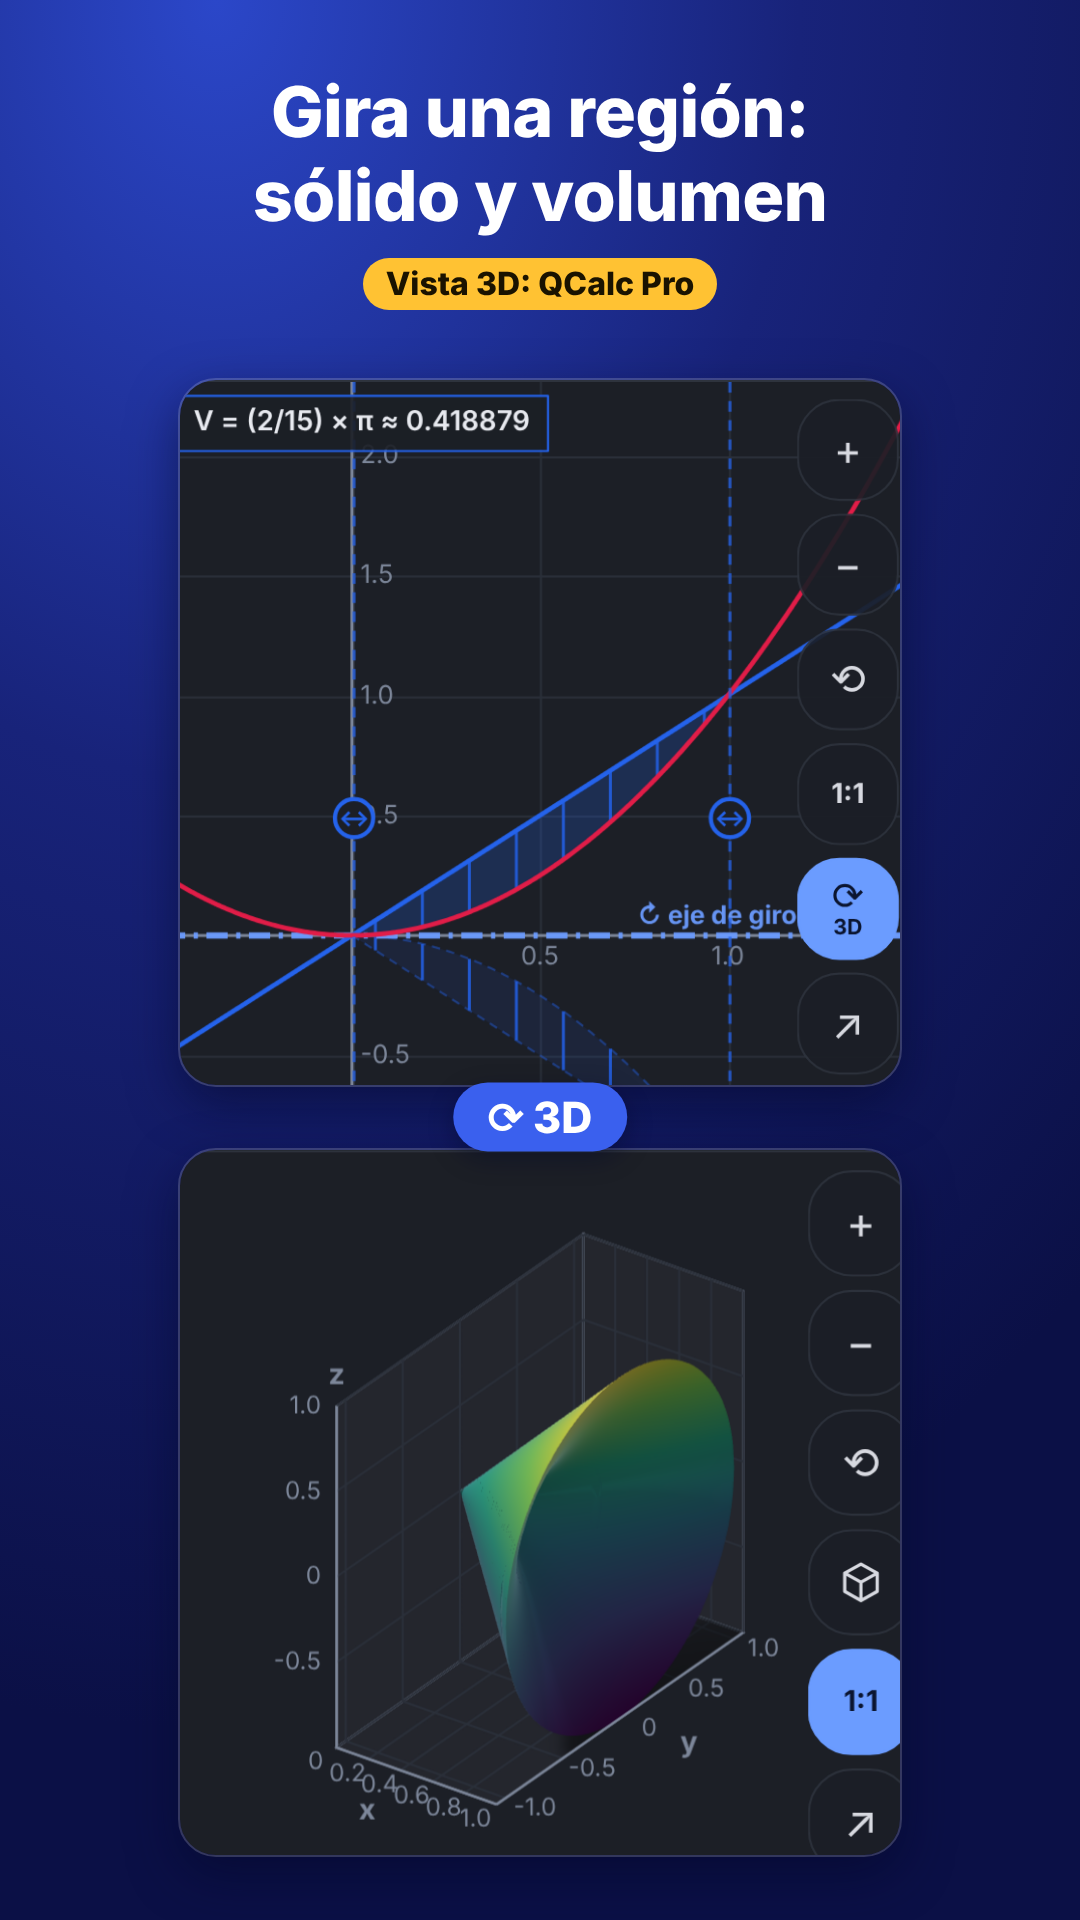 Gira una región:
sólido y volumen
Vista 3D: QCalc Pro
V = (2/15) × π ≈ 0.418879
2.0
+
1.5
−
1.0
1:1
.5
⟳
3D
↻ eje de giro
0.5
1.0
-0.5
⟳ 3D
+
−
z
1.0
0.5
0
-0.5
1:1
1.0
0.5
0
y
-0.5
-1.0
0
0.2
0.4
0.6
0.8
1.0
x